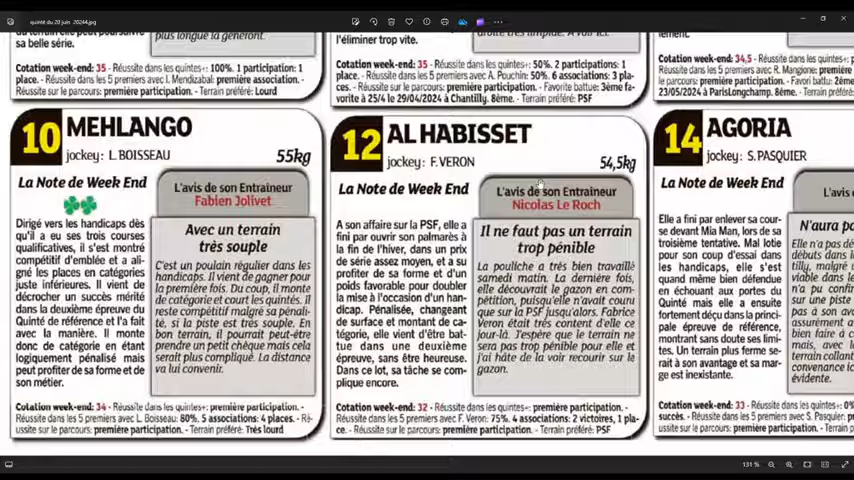 quinté du 20 juin 20244.jpg
sa belle série.
plus longue la gêneront.
Cotation week-end: 35 - Réussite dans les quintés+: 100%. 1 participation: 1
place. - Réussite dans les 5 premiers avec I. Mendizabal: première association. -
Réussite sur le parcours: première participation. - Terrain préféré: Lourd
l'éliminer trop vite.
Cotation week-end: 35 - Réussite dans les quintés+: 50%. 2 participations: 1
place. - Réussite dans les 5 premiers avec A. Pouchin: 50%. 6 associations: 3 pla-
ces. - Réussite sur le parcours: première participation. - Favorite battue: 3ème fa-
vorite à 25/4 le 29/04/2024 à Chantilly. 8ème. - Terrain préféré: PSF
Cotation week-end: 34,5 -
- Réussite dans les 5 premiers avec R. Mangione: première
le parcours: première participation. - Favori battu: 2ème
23/05/2024 à ParisLongchamp. 8ème. - Terrain
10 MEHLANGO
jockey: L. BOISSEAU 55kg
La Note de Week End
L'avis de son Entraîneur
Fabien Jolivet
Dirigé vers les handicaps dès
qu'il a eu ses trois courses
qualificatives, il s'est montré
compétitif d'emblée et a ali-
gné les places en catégories
juste inférieures. Il vient de
décrocher un succès mérité
dans la deuxième épreuve du
Quinté de référence et l'a fait
avec la manière. Il monte
donc de catégorie en étant
logiquement pénalisé mais
peut profiter de sa forme et de
son métier.
Avec un terrain
très souple
C'est un poulain régulier dans les
handicaps. Il vient de gagner pour
la première fois. Du coup, il monte
de catégorie et court les quintés. Il
reste compétitif malgré sa pénali-
té, si la piste est très souple. En
bon terrain, il pourrait peut-être
prendre un petit chèque mais cela
serait plus compliqué. La distance
va lui convenir.
Cotation week-end: 34 - Réussite dans les quintés+: première participation.
- Réussite dans les 5 premiers avec L. Boisseau: 80%. 5 associations: 4 places. - Ré-
ussite sur le parcours: première participation. - Terrain préféré: Très lourd
12 AL HABISSET
jockey: F. VERON 54,5kg
La Note de Week End
L'avis de son Entraîneur
Nicolas Le Roch
A son affaire sur la PSF, elle a
fini par ouvrir son palmarès à
la fin de l'hiver, dans un prix
de série assez moyen, et a su
profiter de sa forme et d'un
poids favorable pour doubler
la mise à l'occasion d'un han-
dicap. Pénalisée, changeant
de surface et montant de ca-
tégorie, elle vient d'être bat-
tue dans une deuxième
épreuve, sans être heureuse.
Dans ce lot, sa tâche se com-
plique encore.
Il ne faut pas un terrain
trop pénible
La pouliche a très bien travaillé
samedi matin. La dernière fois,
elle découvrait le gazon en com-
pétition, puisqu'elle n'avait couru
que sur la PSF jusqu'alors. Fabrice
Veron était très content d'elle ce
jour-là. J'espère que le terrain ne
sera pas trop pénible pour elle et
j'ai hâte de la voir recourir sur le
gazon.
Cotation week-end: 32 - Réussite dans les quintés+: première participation. -
Réussite dans les 5 premiers avec F. Veron: 75%. 4 associations: 2 victoires, 1 pla-
ce. - Réussite sur le parcours: première participation. - Terrain préféré: PSF
14 AGORIA
jockey: S. PASQUIER
La Note de Week End
L'avis
Elle a fini par enlever sa cour-
se devant Mia Man, lors de sa
troisième tentative. Mal lotie
pour son coup d'essai dans
les handicaps, elle s'est
quand même bien défendue
en échouant aux portes du
Quinté mais elle a ensuite
fortement déçu dans la princi-
pale épreuve de référence,
montrant sans doute ses limi-
tes. Un terrain plus ferme se-
rait à son avantage et sa mar-
ge est inexistante.
N'aura pa
Elle n'a pas dé
débuts dans l
tilly, malgré u
viable dans le
n'a pu confir
sur une piste
pas à son av
assurément a
bien faire à c
mais, avec l
terrain collant
convenance ic
évidente.
Cotation week-end: 33 - Réussite dans les quintés+: 0%
succès. - Réussite dans les 5 premiers avec S. Pasquier: pr
ussite sur le parcours: première participation. - Terrain
131 %